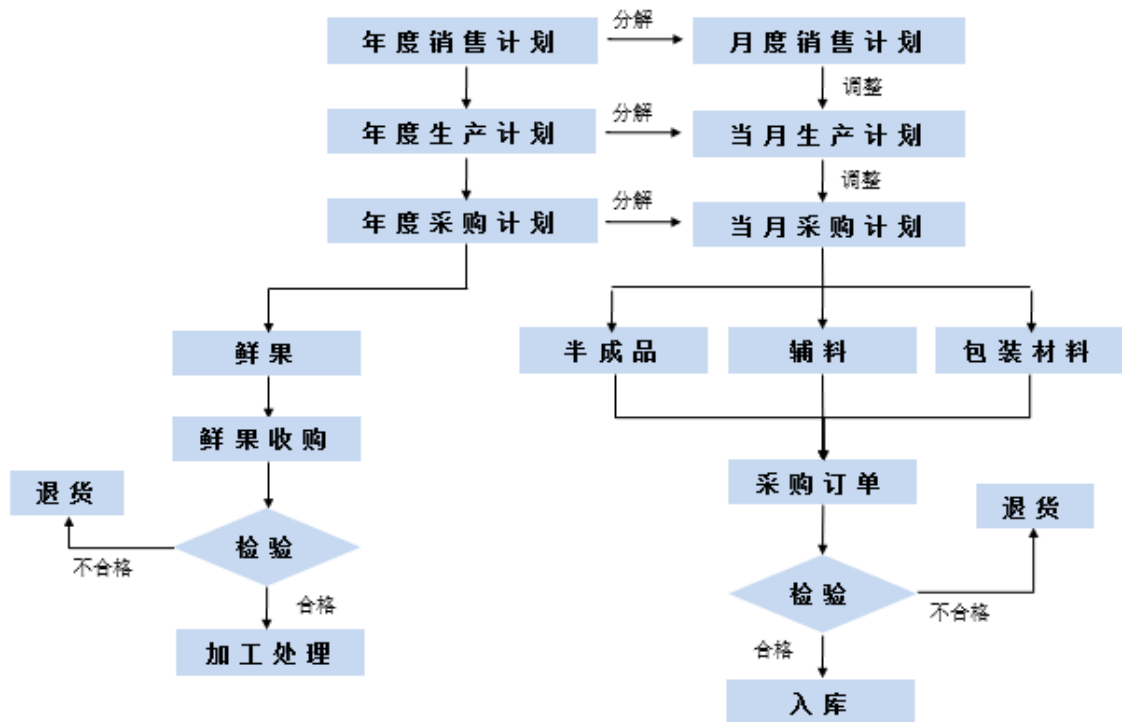 年度销售计划
分解
月度销售计划
调整
年度生产计划
分解
当月生产计划
调整
年度采购计划
分解
当月采购计划
鲜果
半成品
辅料
包装材料
鲜果收购
退货
采购订单
退货
检验
不合格
合格
检验
不合格
加工处理
合格
入库